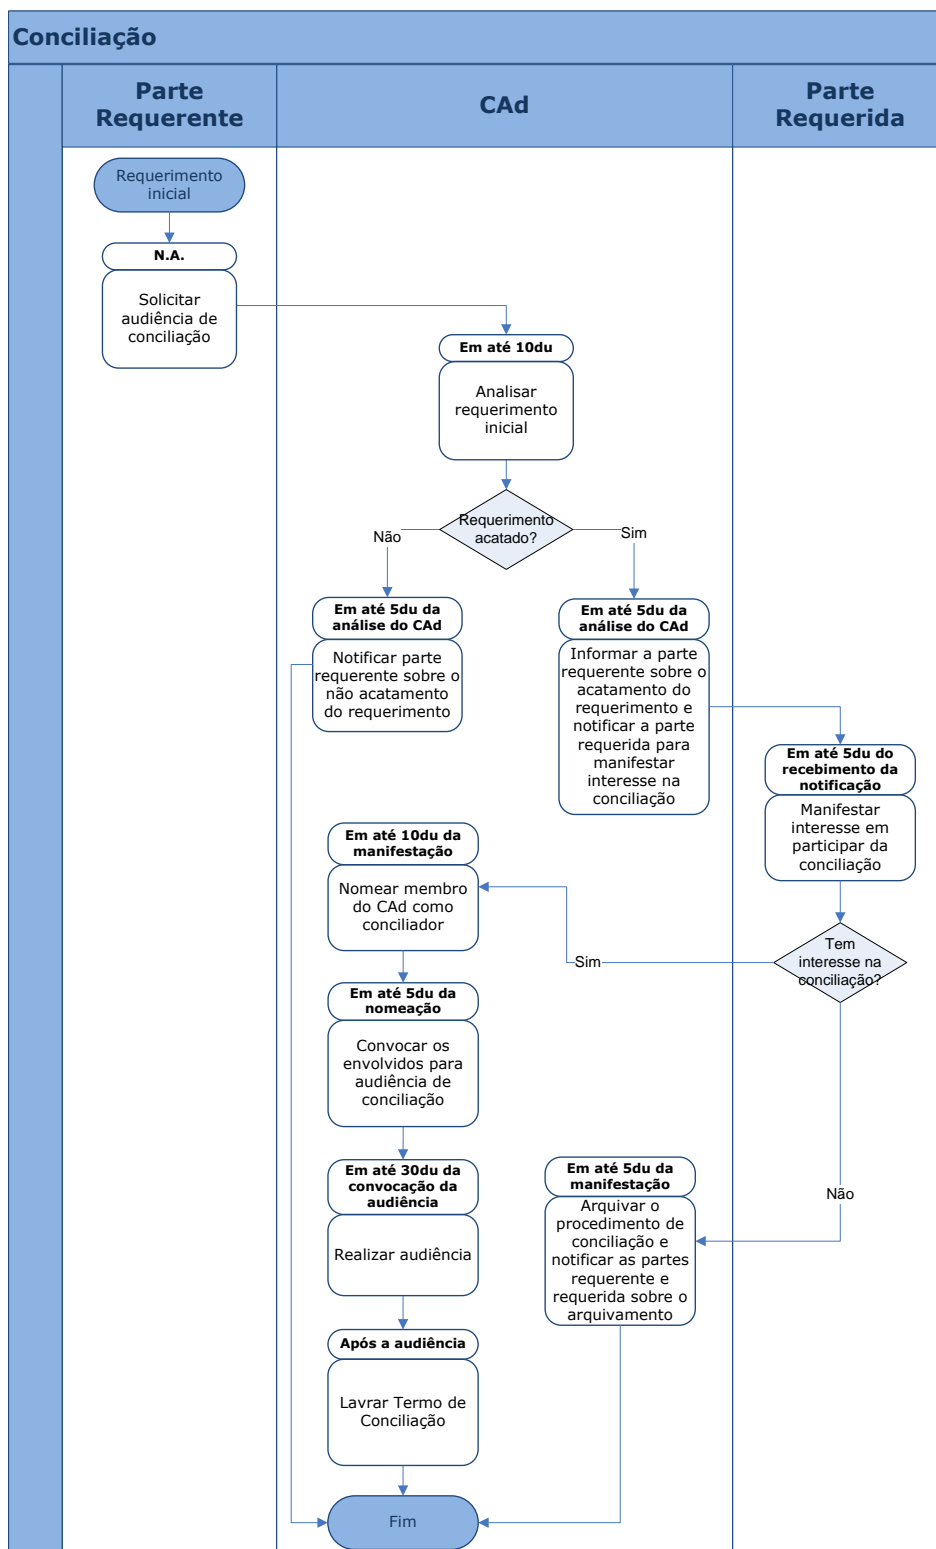 Conciliação
Parte
Requerente
CAd
Parte
Requerida
Requerimento
inicial
N.A.
Solicitar
audiência de
conciliação
Em até 10du
Analisar
requerimento
inicial
Requerimento
acatado?
Não
Sim
Em até 5du da
análise do CAd
Notificar parte
requerente sobre o
não acatamento
do requerimento
Em até 5du da
análise do CAd
Informar a parte
requerente sobre o
acatamento do
requerimento e
notificar a parte
requerida para
manifestar
interesse na
conciliação
Em até 5du do
recebimento da
notificação
Manifestar
interesse em
participar da
conciliação
Tem
interesse na
conciliação?
Sim
Não
Em até 10du da
manifestação
Nomear membro
do CAd como
conciliador
Em até 5du da
nomeação
Convocar os
envolvidos para
audiência de
conciliação
Em até 30du da
convocação da
audiência
Realizar audiência
Em até 5du da
manifestação
Arquivar o
procedimento de
conciliação e
notificar as partes
requerente e
requerida sobre o
arquivamento
Após a audiência
Lavrar Termo de
Conciliação
Fim